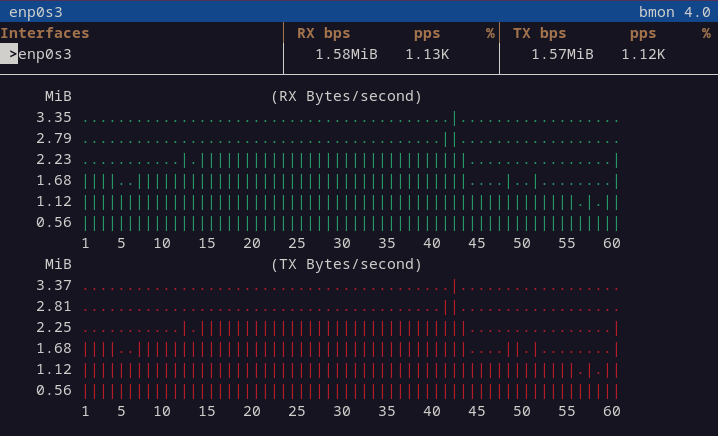 enp0s3 bmon 4.0
Interfaces RX bps pps % TX bps pps %
>enp0s3 1.58MiB 1.13K 1.57MiB 1.12K
MiB (RX Bytes/second)
3.35
2.79
2.23
1.68
1.12
0.56
1 5 10 15 20 25 30 35 40 45 50 55 60
MiB (TX Bytes/second)
3.37
2.81
2.25
1.68
1.12
0.56
1 5 10 15 20 25 30 35 40 45 50 55 60